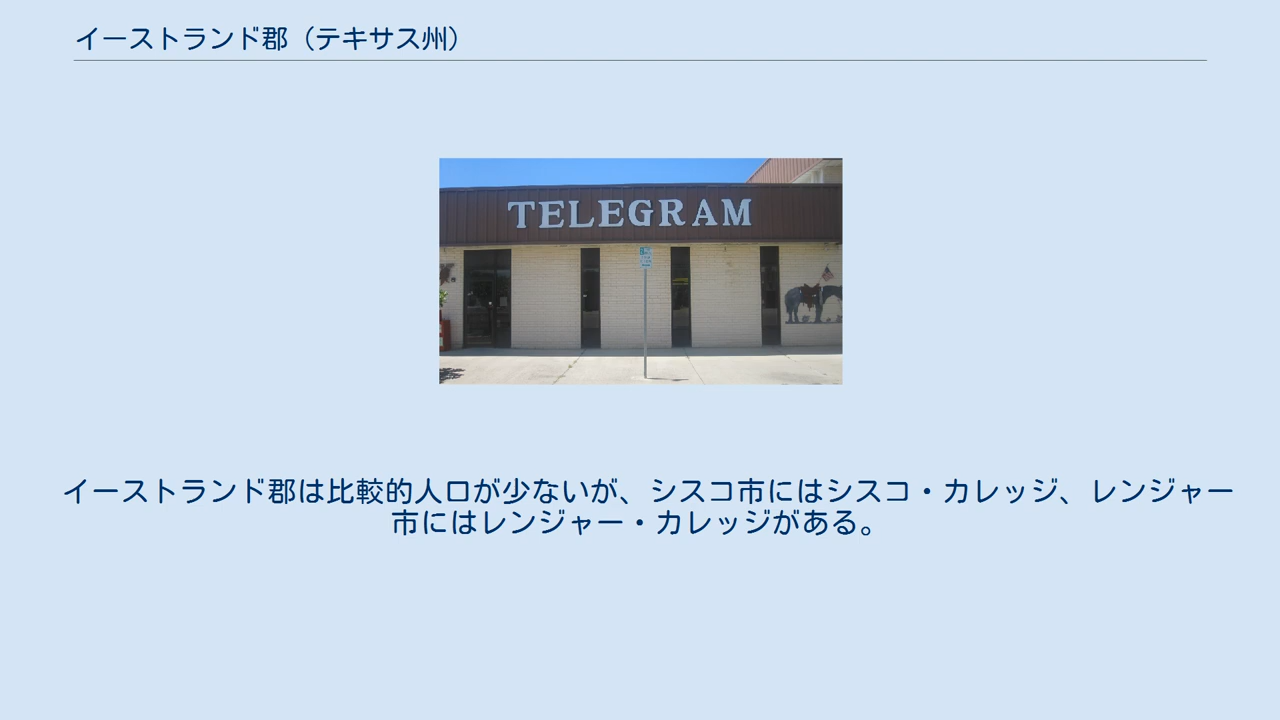 イーストランド郡（テキサス州）
TELEGRAM
イーストランド郡は比較的人口が少ないが、シスコ市にはシスコ・カレッジ、レンジャー
市にはレンジャー・カレッジがある。